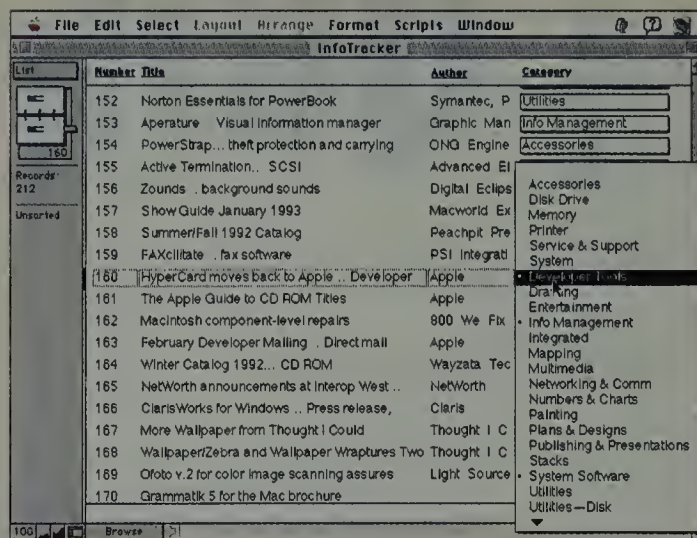 File Edit Select Layout Arrange Format Scripts Window
InfoTracker
List
160
Records:
212
Unsorted
Number Title Author Category
152 Norton Essentials for PowerBook Symantec, P Utilities
153 Aperature Visual Information manager Graphic Man Info Management
154 PowerStrap... theft protection and carrying ONG Engine Accessories
155 Active Termination.. SCSI Advanced El
156 Zounds . background sounds Digital Eclips
157 Show Guide January 1993 Macworld Ex
158 Summer/Fall 1992 Catalog Peachpit Pre
159 FAXcilitate . fax software PSI Integrati
160 HyperCard moves back to Apple .. Developer Apple
161 The Apple Guide to CD ROM Titles Apple
162 Macintosh component-level repairs 800 We Fix
163 February Developer Mailing . Direct mail Apple
164 Winter Catalog 1992... CD ROM Wayzata Tec
165 NetWorth announcements at Interop West .. NetWorth
166 ClarisWorks for Windows .. Press release, Claris
167 More Wallpaper from Thought I Could Thought I C
168 Wallpaper/Zebra and Wallpaper Wraptures Two Thought I C
169 Ofoto v.2 for color image scanning assures Light Source
170 Grammatik 5 for the Mac brochure
Accessories
Disk Drive
Memory
Printer
Service & Support
System
• Developer Tools
Drafting
Entertainment
• Info Management
Integrated
Mapping
Multimedia
Networking & Comm
Numbers & Charts
Painting
Plans & Designs
Publishing & Presentations
Stacks
• System Software
Utilities
Utilities—Disk
100 Browse